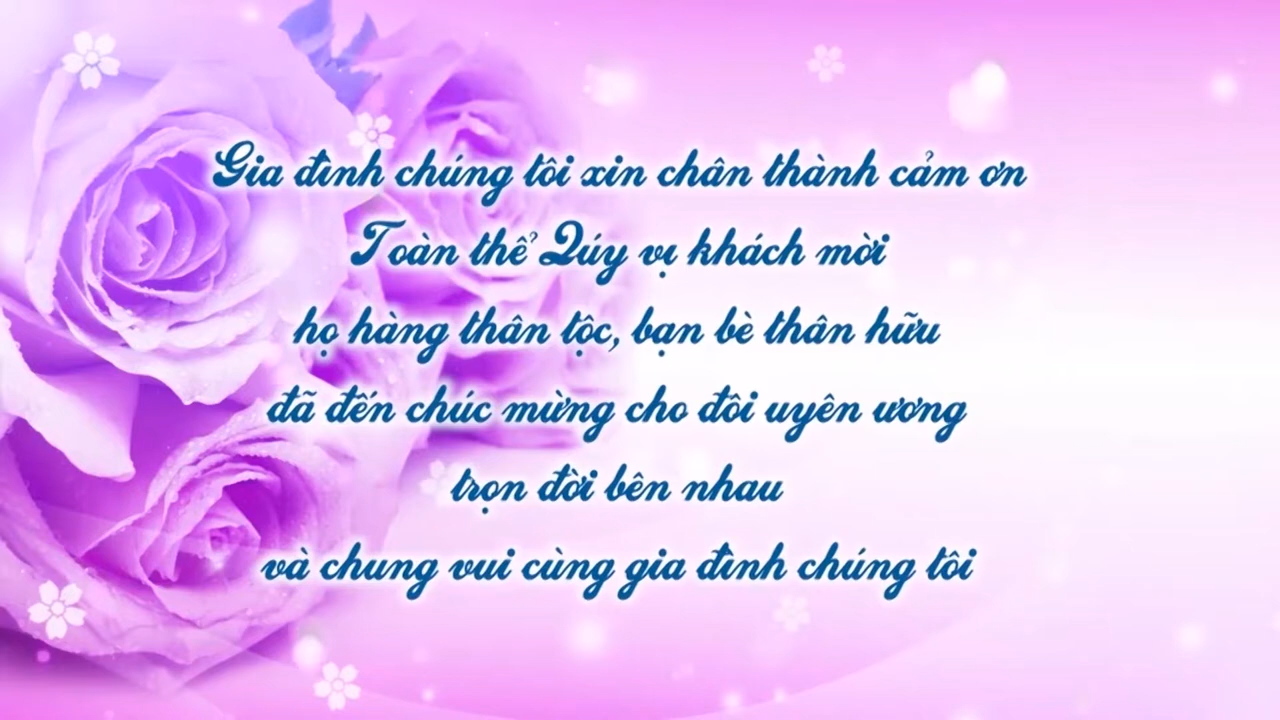 Gia đình chúng tôi xin chân thành cảm ơn
Toàn thể Qúy vị khách mời
họ hàng thân tộc, bạn bè thân hữu
đã đến chúc mừng cho đôi uyên ương
trọn đời bên nhau
và chung vui cùng gia đình chúng tôi